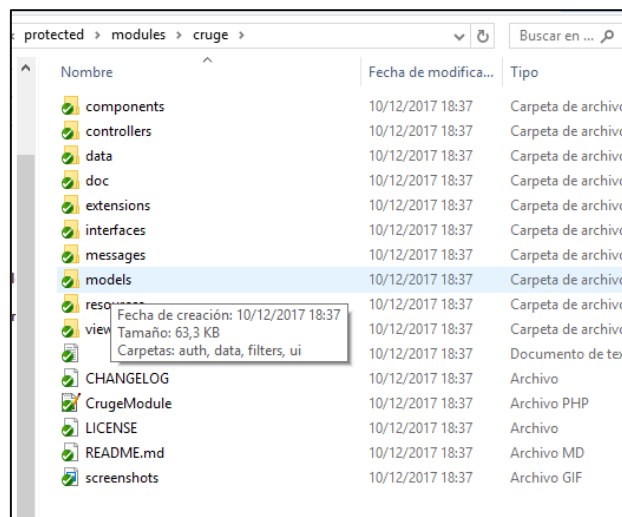 protected > modules > cruge >
Buscar en ...
Nombre Fecha de modifica... Tipo
components 10/12/2017 18:37 Carpeta de archivo
controllers 10/12/2017 18:37 Carpeta de archivo
data 10/12/2017 18:37 Carpeta de archivo
doc 10/12/2017 18:37 Carpeta de archivo
extensions 10/12/2017 18:37 Carpeta de archivo
interfaces 10/12/2017 18:37 Carpeta de archivo
messages 10/12/2017 18:37 Carpeta de archivo
models 10/12/2017 18:37 Carpeta de archivo
10/12/2017 18:37 Carpeta de archivo
Fecha de creación: 10/12/2017 18:37
Tamaño: 63,3 KB
Carpetas: auth, data, filters, ui
10/12/2017 18:37 Carpeta de archivo
10/12/2017 18:37 Documento de tex
CHANGELOG 10/12/2017 18:37 Archivo
CrugeModule 10/12/2017 18:37 Archivo PHP
LICENSE 10/12/2017 18:37 Archivo
README.md 10/12/2017 18:37 Archivo MD
screenshots 10/12/2017 18:37 Archivo GIF